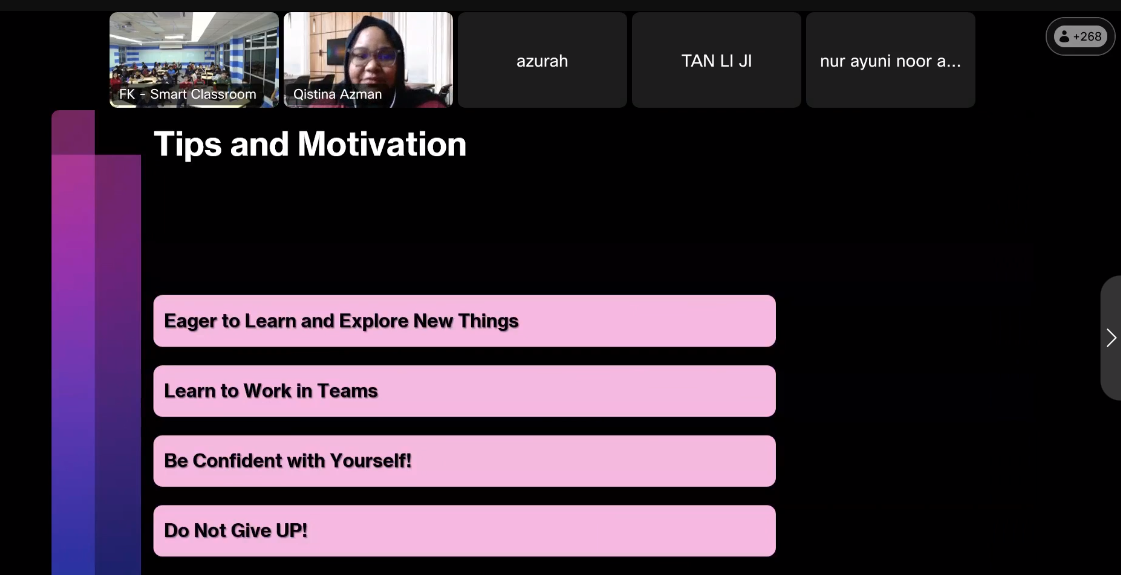 FK - Smart Classroom
Qistina Azman
azurah
TAN LI JI
nur ayuni noor a...
+268
Tips and Motivation
Eager to Learn and Explore New Things
Learn to Work in Teams
Be Confident with Yourself!
Do Not Give UP!